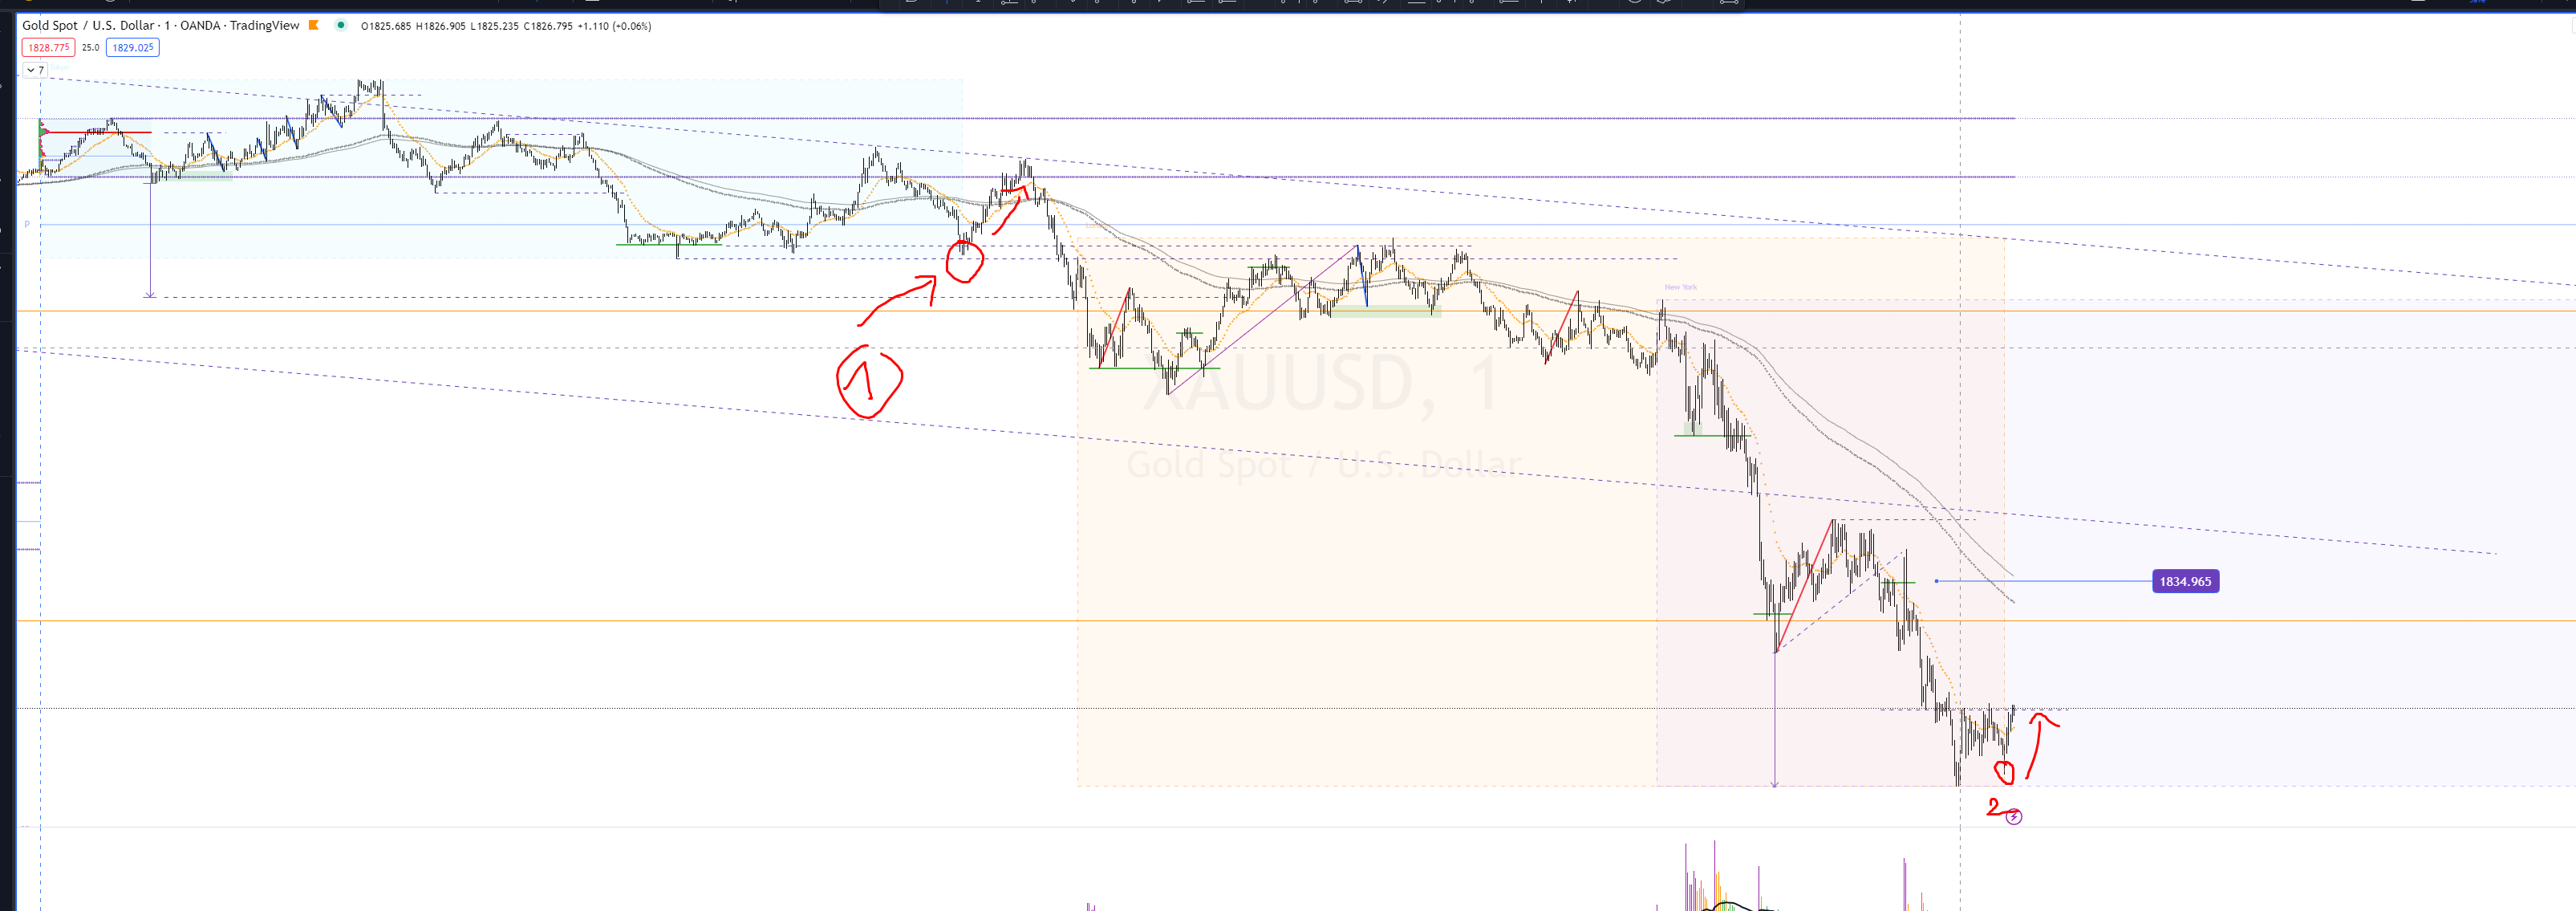 Gold Spot / U.S. Dollar · 1 · OANDA · TradingView O1825.685 H1826.905 L1825.235 C1826.795 +1.110 (+0.06%)
1828.775 25.0 1829.025
7
P
New York
XAUUSD, 1
Gold Spot / U.S. Dollar
1
1834.965
2